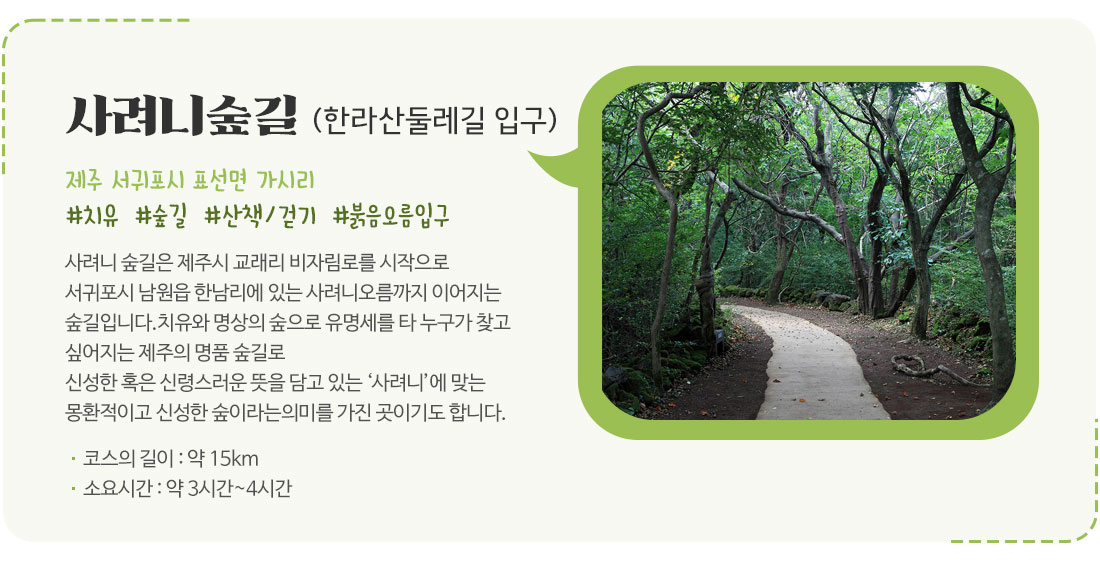 사려니숲길 (한라산둘레길 입구)
제주 서귀포시 표선면 가시리
#치유 #숲길 #산책/걷기 #붉음오름입구
사려니 숲길은 제주시 교래리 비자림로를 시작으로
서귀포시 남원읍 한남리에 있는 사려니오름까지 이어지는
숲길입니다.치유와 명상의 숲으로 유명세를 타 누구가 찾고
싶어지는 제주의 명품 숲길로
신성한 혹은 신령스러운 뜻을 담고 있는 ‘사려니’에 맞는
몽환적이고 신성한 숲이라는의미를 가진 곳이기도 합니다.
· 코스의 길이 : 약 15km
· 소요시간 : 약 3시간~4시간